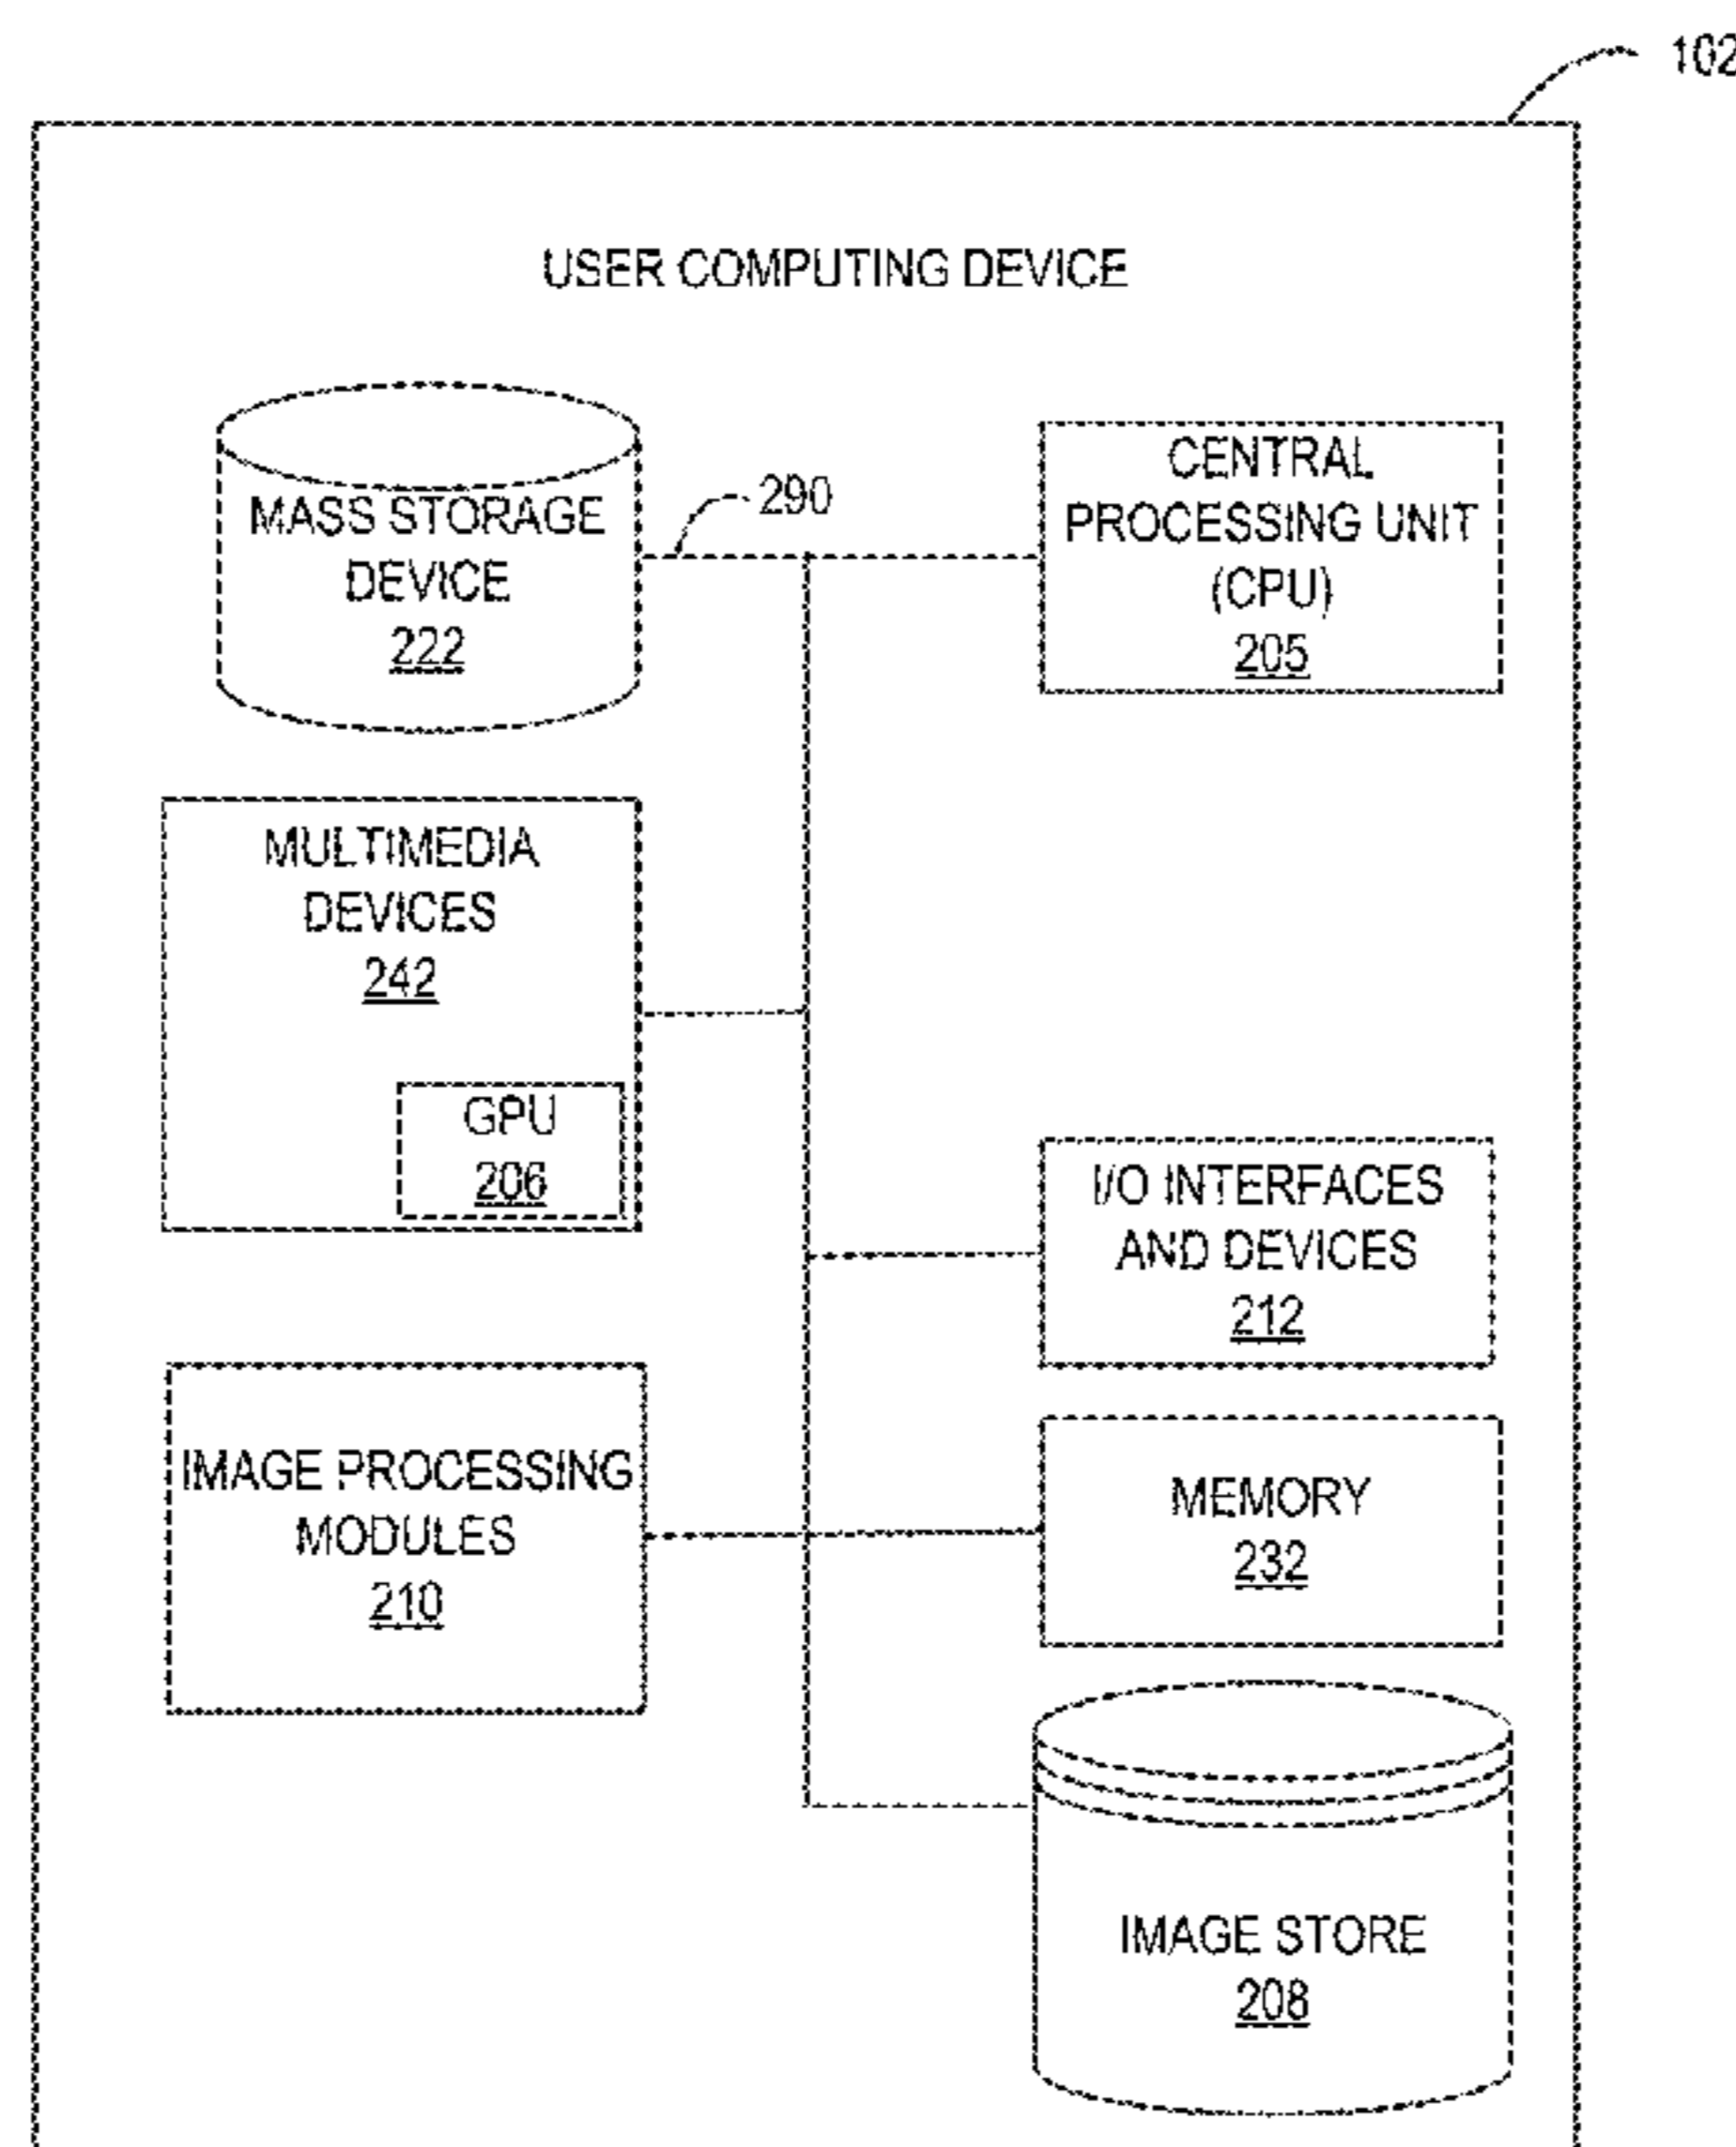 102
USER COMPUTING DEVICE
MASS STORAGE
DEVICE
222
290
CENTRAL
PROCESSING UNIT
(CPU)
205
MULTIMEDIA
DEVICES
242
GPU
206
I/O INTERFACES
AND DEVICES
212
IMAGE PROCESSING
MODULES
210
MEMORY
232
IMAGE STORE
208